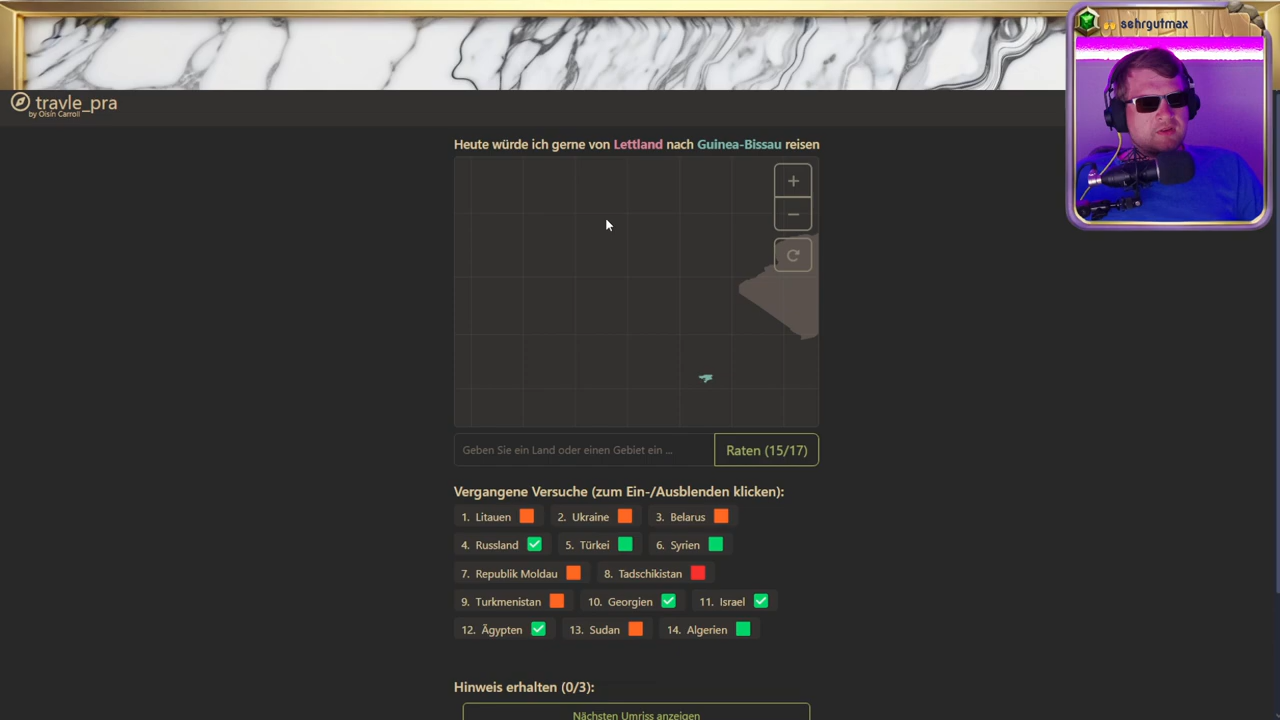 sehrgutmax
travle_pra
by Oisín Carroll
Heute würde ich gerne von Lettland nach Guinea-Bissau reisen
+
−
Geben Sie ein Land oder einen Gebiet ein ...
Raten (15/17)
Vergangene Versuche (zum Ein-/Ausblenden klicken):
1. Litauen 2. Ukraine 3. Belarus
4. Russland 5. Türkei 6. Syrien
7. Republik Moldau 8. Tadschikistan
9. Turkmenistan 10. Georgien 11. Israel
12. Ägypten 13. Sudan 14. Algerien
Hinweis erhalten (0/3):
Nächsten Umriss anzeigen